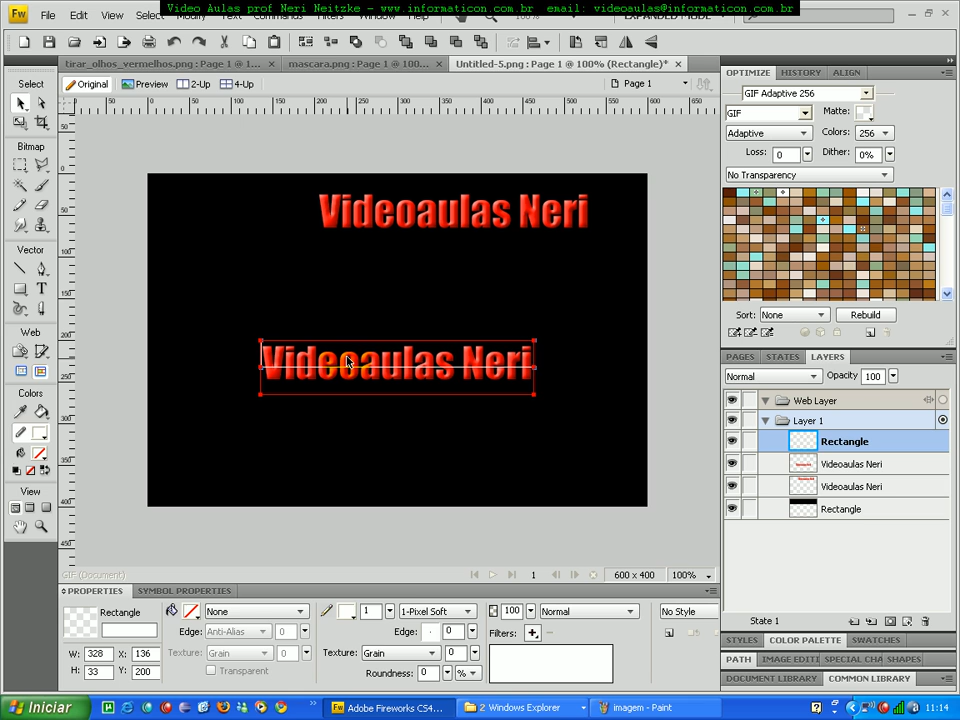 Video Aulas prof Neri Neitzke - www.informaticon.com.br email: videoaulas@informaticon.com.br
Fw File Edit View Select Modify Text Commands Filters Window Help 100% EXPANDED MODE
tirar_olhos_vermelhos.png : Page 1 @ 1... mascara.png : Page 1 @ 100... Untitled-5.png : Page 1 @ 100% (Rectangle)*
Original Preview 2-Up 4-Up Page 1
Select
Bitmap
Vector
Web
Colors
View
Videoaulas Neri
Videoaulas Neri
OPTIMIZE HISTORY ALIGN
GIF Adaptive 256
GIF Matte:
Adaptive Colors: 256
Loss: 0 Dither: 0%
No Transparency
Sort: None Rebuild
PAGES STATES LAYERS
Normal Opacity 100
Web Layer
Layer 1
Rectangle
Videoaulas Neri
Videoaulas Neri
Rectangle
State 1
STYLES COLOR PALETTE SWATCHES
PATH IMAGE EDITI SPECIAL CHA SHAPES
DOCUMENT LIBRARY COMMON LIBRARY
GIF (Document) 1 600 x 400 100%
PROPERTIES SYMBOL PROPERTIES
Rectangle None 1 1-Pixel Soft 100 Normal No Style
Edge: Anti-Alias 0 Edge: 0 Filters:
Texture: Grain 0 Texture: Grain 0
Transparent Roundness: 0 %
W: 328 X: 136
H: 33 Y: 200
Iniciar Adobe Fireworks CS4... 2 Windows Explorer imagem - Paint 11:14